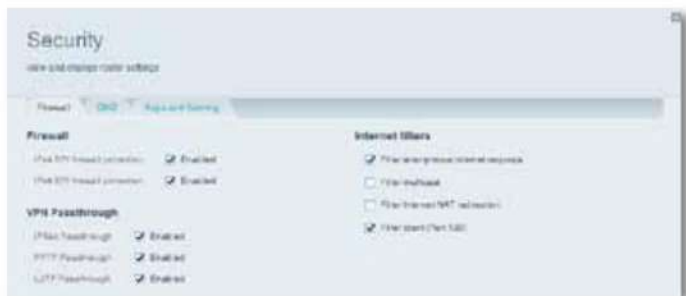 Security
view and change router settings
Firewall DMZ Apps and Gaming
Firewall
IPv6 SPI firewall protection: Enabled
IPv4 SPI firewall protection: Enabled
VPN Passthrough
IPSec Passthrough: Enabled
PPTP Passthrough: Enabled
L2TP Passthrough: Enabled
Internet filters
Filter anonymous Internet requests
Filter multicast
Filter Internet NAT redirection
Filter ident (Port 113)